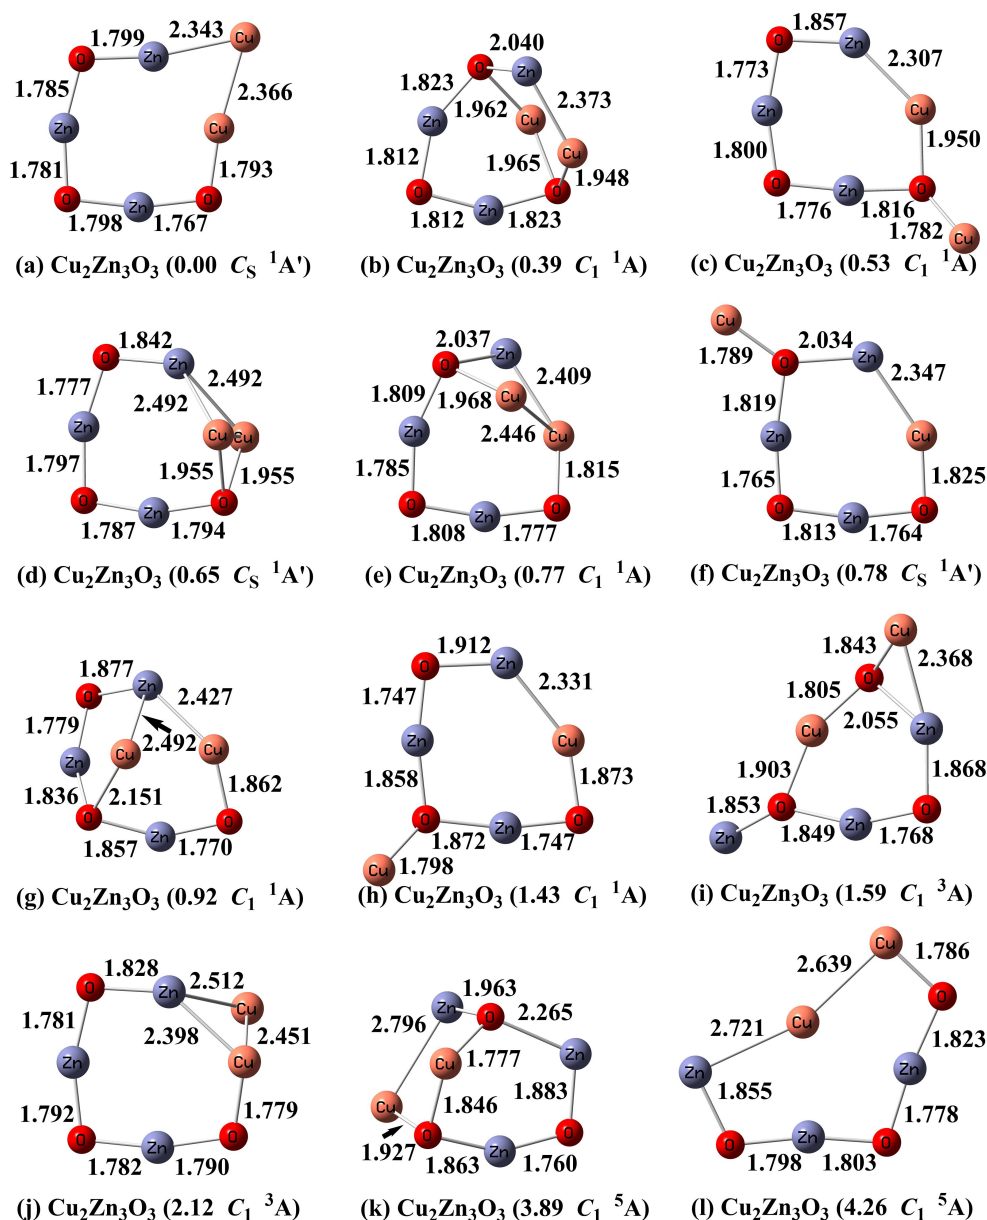 1.799 2.343 Cu
O Zn
1.785 2.366
Zn Cu
1.781 1.793
O Zn O
1.798 1.767
(a) Cu₂Zn₃O₃ (0.00 C_S ¹A')
2.040
O Zn
1.823 1.962 2.373
Zn Cu
1.812 1.965 Cu
O O 1.948
Zn
1.812 1.823
(b) Cu₂Zn₃O₃ (0.39 C₁ ¹A)
1.857
O Zn
1.773 2.307
Zn Cu
1.800 1.950
O Zn O
1.776 1.816
1.782 Cu
(c) Cu₂Zn₃O₃ (0.53 C₁ ¹A)
1.842
O Zn
1.777 2.492 2.492
Zn Cu Cu
1.797 1.955 1.955
O Zn O
1.787 1.794
(d) Cu₂Zn₃O₃ (0.65 C_S ¹A')
2.037
O Zn
1.809 1.968 Cu 2.409
Zn 2.446 Cu
1.785 1.815
O Zn O
1.808 1.777
(e) Cu₂Zn₃O₃ (0.77 C₁ ¹A)
Cu
1.789 2.034
O Zn
1.819 2.347
Zn Cu
1.765 1.825
O Zn O
1.813 1.764
(f) Cu₂Zn₃O₃ (0.78 C_S ¹A')
1.877
O Zn
1.779 2.427
Zn Cu 2.492 Cu
1.836 2.151 1.862
O Zn O
1.857 1.770
(g) Cu₂Zn₃O₃ (0.92 C₁ ¹A)
1.912
O Zn
1.747 2.331
Zn Cu
1.858 1.873
O Zn O
1.872 1.747
Cu 1.798
(h) Cu₂Zn₃O₃ (1.43 C₁ ¹A)
Cu
1.843 2.368
O
1.805 2.055
Cu Zn
1.903 1.868
1.853 O O
Zn Zn
1.849 1.768
(i) Cu₂Zn₃O₃ (1.59 C₁ ³A)
1.828 2.512
O Zn Cu
1.781 2.398 2.451
Zn Cu
1.792 1.779
O Zn O
1.782 1.790
(j) Cu₂Zn₃O₃ (2.12 C₁ ³A)
1.963
Zn O 2.265
2.796 Cu 1.777 Zn
1.846 1.883
Cu
O O
1.927 Zn
1.863 1.760
(k) Cu₂Zn₃O₃ (3.89 C₁ ⁵A)
Cu 1.786
2.639 O
Cu
2.721 1.823
Zn Zn
1.855 1.778
O Zn O
1.798 1.803
(l) Cu₂Zn₃O₃ (4.26 C₁ ⁵A)